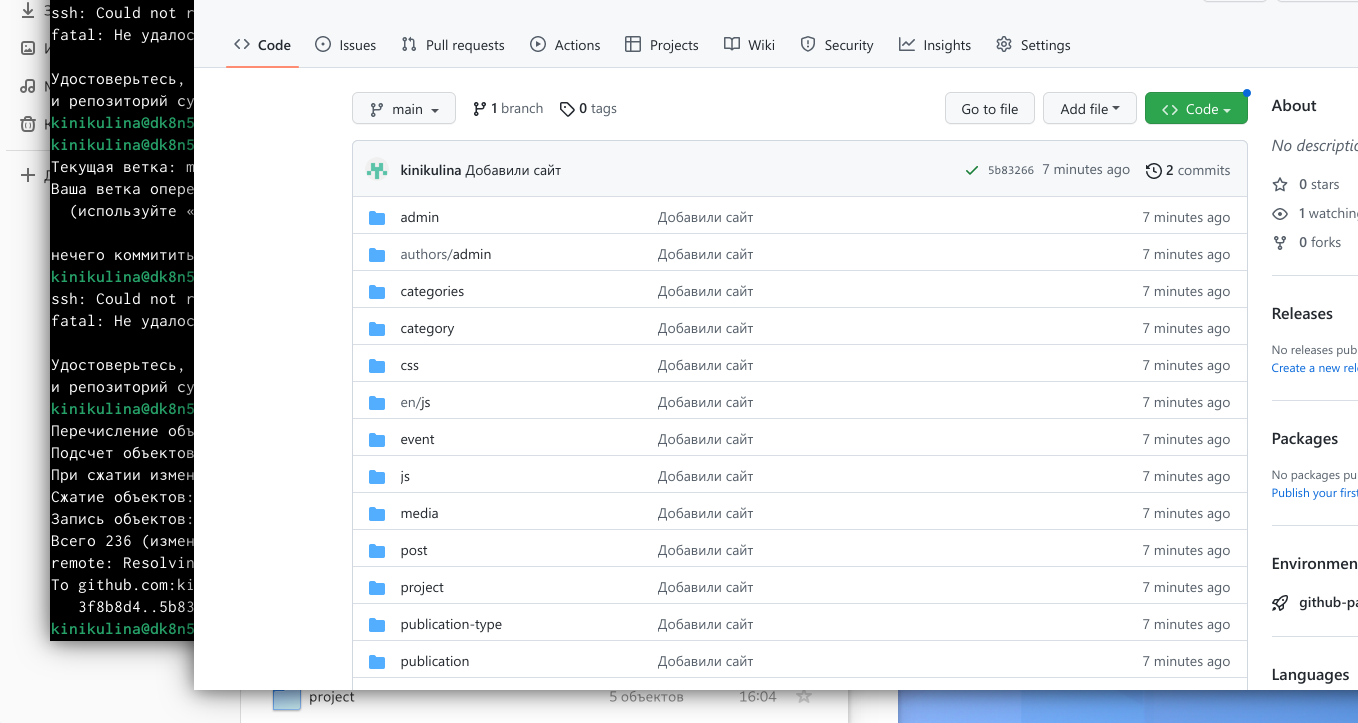 ssh: Could not r
fatal: Не удалос
Удостоверьтесь,
и репозиторий су
kinikulina@dk8n5
kinikulina@dk8n5
Текущая ветка: m
Ваша ветка опере
(используйте «
нечего коммитить
kinikulina@dk8n5
ssh: Could not r
fatal: Не удалос
Удостоверьтесь,
и репозиторий су
kinikulina@dk8n5
Перечисление объ
Подсчет объектов
При сжатии измен
Сжатие объектов:
Запись объектов:
Всего 236 (измен
remote: Resolvin
To github.com:ki
3f8b8d4..5b83
kinikulina@dk8n5
Code Issues Pull requests Actions Projects Wiki Security Insights Settings
main 1 branch 0 tags Go to file Add file Code
kinikulina Добавили сайт 5b83266 7 minutes ago 2 commits
admin Добавили сайт 7 minutes ago
authors/admin Добавили сайт 7 minutes ago
categories Добавили сайт 7 minutes ago
category Добавили сайт 7 minutes ago
css Добавили сайт 7 minutes ago
en/js Добавили сайт 7 minutes ago
event Добавили сайт 7 minutes ago
js Добавили сайт 7 minutes ago
media Добавили сайт 7 minutes ago
post Добавили сайт 7 minutes ago
project Добавили сайт 7 minutes ago
publication-type Добавили сайт 7 minutes ago
publication Добавили сайт 7 minutes ago
About
No descriptio
0 stars
1 watching
0 forks
Releases
No releases pub
Create a new rel
Packages
No packages pu
Publish your first
Environmen
github-pa
Languages
project 5 объектов 16:04